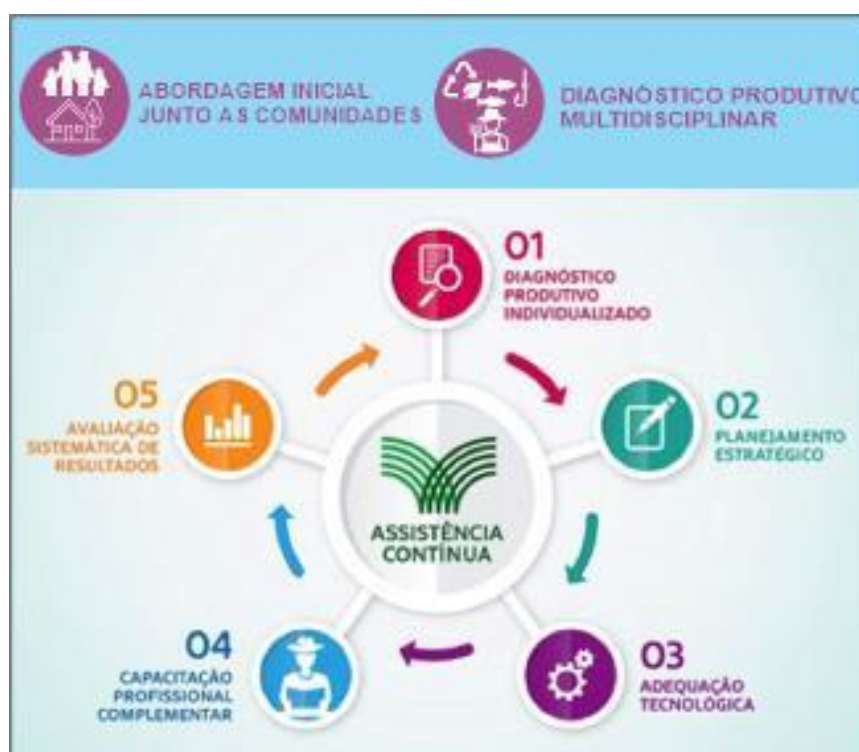 ABORDAGEM INICIAL
JUNTO AS COMUNIDADES
DIAGNÓSTICO PRODUTIVO
MULTIDISCIPLINAR
01
DIAGNÓSTICO
PRODUTIVO
INDIVIDUALIZADO
02
PLANEJAMENTO
ESTRATÉGICO
03
ADEQUAÇÃO
TECNOLÓGICA
04
CAPACITAÇÃO
PROFISSIONAL
COMPLEMENTAR
05
AVALIAÇÃO
SISTEMÁTICA DE
RESULTADOS
ASSISTÊNCIA
CONTÍNUA